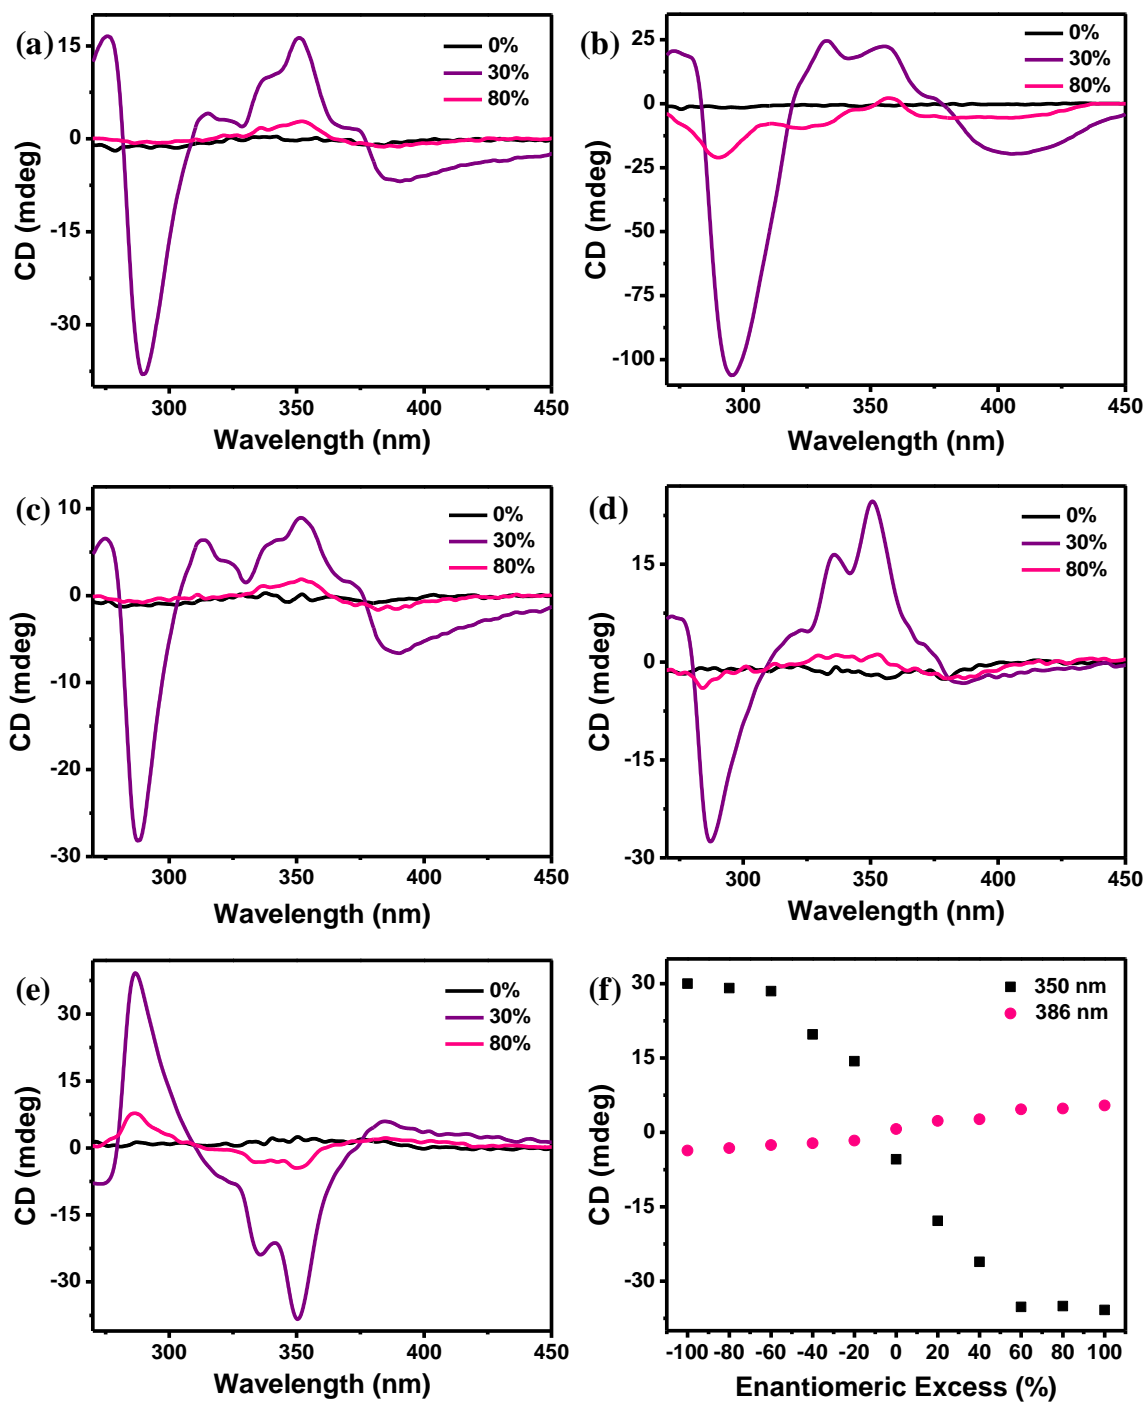 (a)
0%
30%
80%
15
0
-15
-30
CD (mdeg)
300 350 400 450
Wavelength (nm)
(b)
0%
30%
80%
25
0
-25
-50
-75
-100
CD (mdeg)
300 350 400 450
Wavelength (nm)
(c)
0%
30%
80%
10
0
-10
-20
-30
CD (mdeg)
300 350 400 450
Wavelength (nm)
(d)
0%
30%
80%
15
0
-15
-30
CD (mdeg)
300 350 400 450
Wavelength (nm)
(e)
0%
30%
80%
30
15
0
-15
-30
CD (mdeg)
300 350 400 450
Wavelength (nm)
(f)
350 nm
386 nm
30
15
0
-15
-30
CD (mdeg)
-100 -80 -60 -40 -20 0 20 40 60 80 100
Enantiomeric Excess (%)